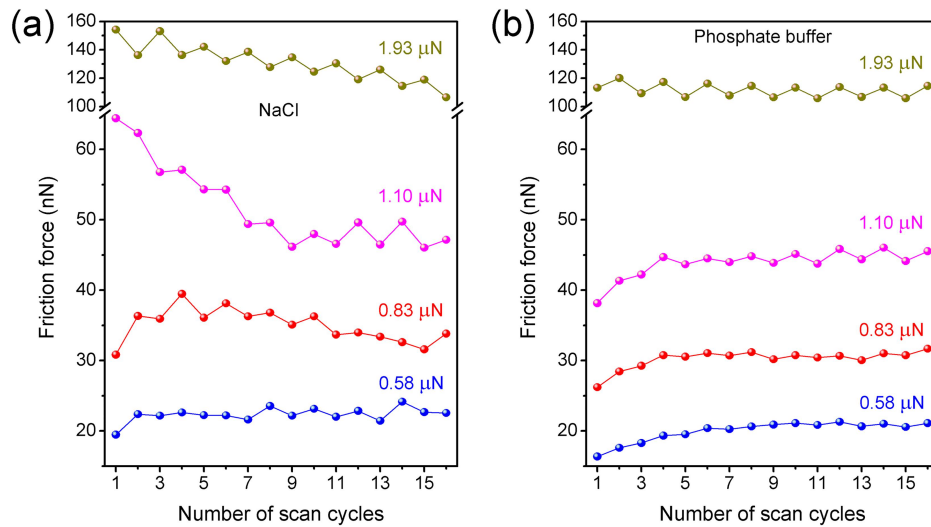 (a)
160
140
120
100
60
50
40
30
20
1 3 5 7 9 11 13 15
Friction force (nN)
Number of scan cycles
NaCl
1.93 μN
1.10 μN
0.83 μN
0.58 μN
(b)
160
140
120
100
60
50
40
30
20
1 3 5 7 9 11 13 15
Friction force (nN)
Number of scan cycles
Phosphate buffer
1.93 μN
1.10 μN
0.83 μN
0.58 μN